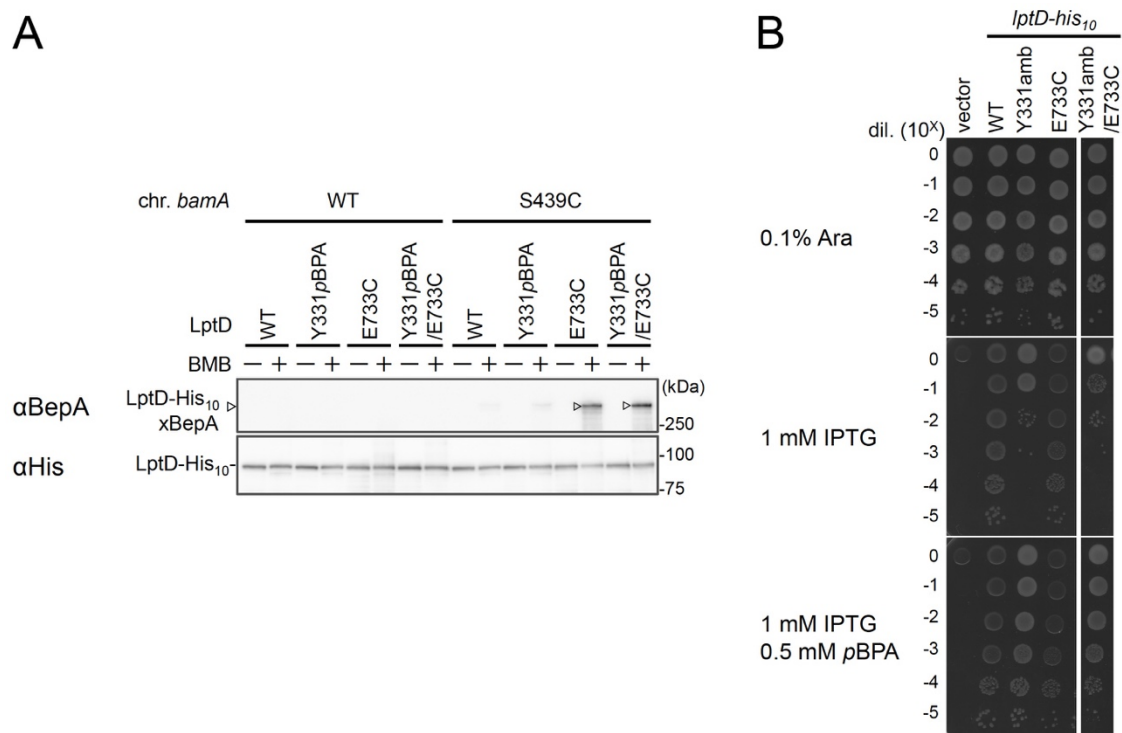 A
chr. bamA WT S439C
LptD WT Y331pBPA E733C Y331pBPA /E733C WT Y331pBPA E733C Y331pBPA /E733C
BMB — + — + — + — + — + — + — + — +
(kDa)
αBepA LptD-His10 xBepA -250
αHis LptD-His10- -100
-75
B
lptD-his10
dil. (10^X) vector WT Y331amb E733C Y331amb /E733C
0
-1
-2
0.1% Ara
-3
-4
-5
0
-1
-2
1 mM IPTG
-3
-4
-5
0
-1
-2
1 mM IPTG
0.5 mM pBPA -3
-4
-5